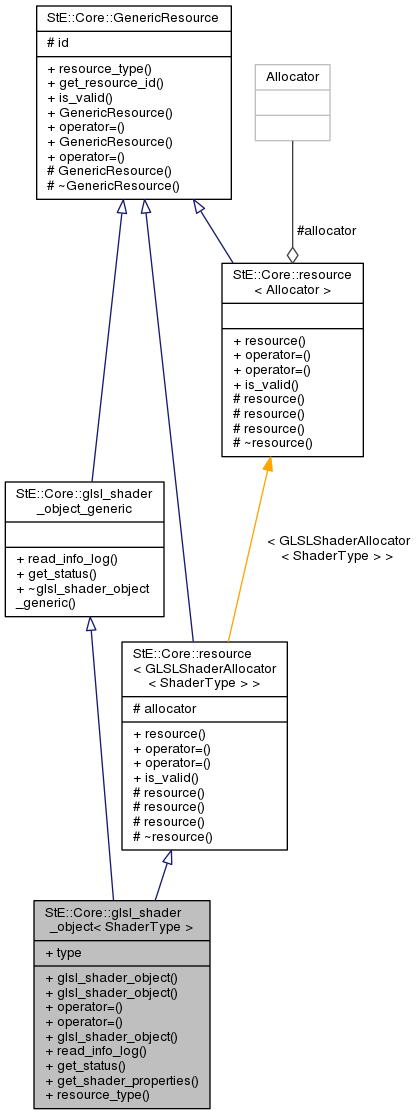 StE::Core::GenericResource
# id
+ resource_type()
+ get_resource_id()
+ is_valid()
+ GenericResource()
+ operator=()
+ GenericResource()
+ operator=()
# GenericResource()
# ~GenericResource()
Allocator
#allocator
StE::Core::resource
< Allocator >
+ resource()
+ operator=()
+ operator=()
+ is_valid()
# resource()
# resource()
# resource()
# ~resource()
StE::Core::glsl_shader
_object_generic
+ read_info_log()
+ get_status()
+ ~glsl_shader_object
_generic()
< GLSLShaderAllocator
< ShaderType > >
StE::Core::resource
< GLSLShaderAllocator
< ShaderType > >
# allocator
+ resource()
+ operator=()
+ operator=()
+ is_valid()
# resource()
# resource()
# resource()
# ~resource()
StE::Core::glsl_shader
_object< ShaderType >
+ type
+ glsl_shader_object()
+ glsl_shader_object()
+ operator=()
+ operator=()
+ glsl_shader_object()
+ read_info_log()
+ get_status()
+ get_shader_properties()
+ resource_type()